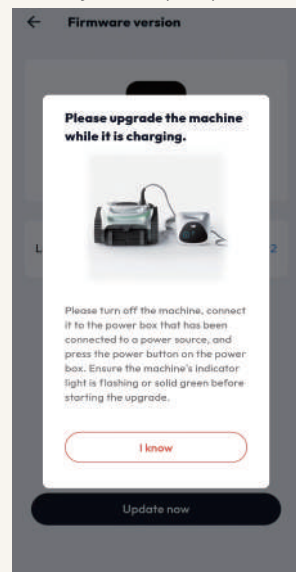 ← Firmware version
Please upgrade the machine
while it is charging.
L
2
Please turn off the machine, connect
it to the power box that has been
connected to a power source, and
press the power button on the power
box. Ensure the machine's indicator
light is flashing or solid green before
starting the upgrade.
I know
Update now